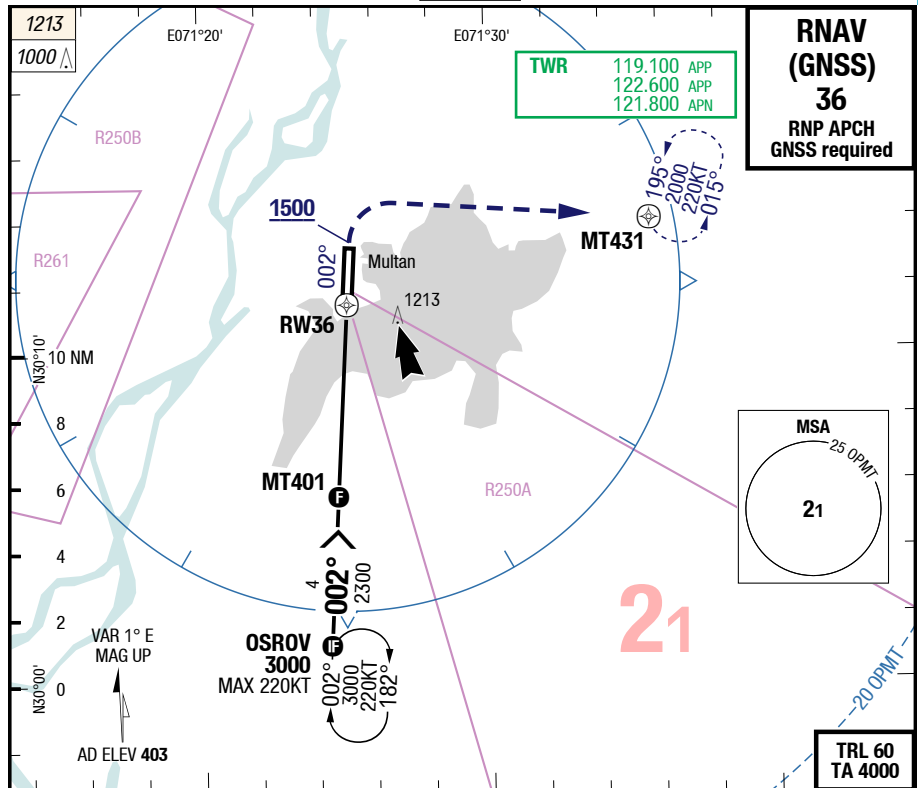 1213
1000
E071°20'
E071°30'
RNAV
(GNSS)
36
RNP APCH
GNSS required
TWR 119.100 APP
122.600 APP
121.800 APN
R250B
195°
2000
220KT
015°
1500
MT431
002°
Multan
R261
1213
RW36
N30°10'
10 NM
8
MSA
25 OPMT
21
MT401
F
6
R250A
4
4
002°
2300
21
2
VAR 1° E
MAG UP
OSROV
3000
MAX 220KT
IF
002°
3000
220KT
182°
N30°00'
0
20 OPMT
AD ELEV 403
TRL 60
TA 4000